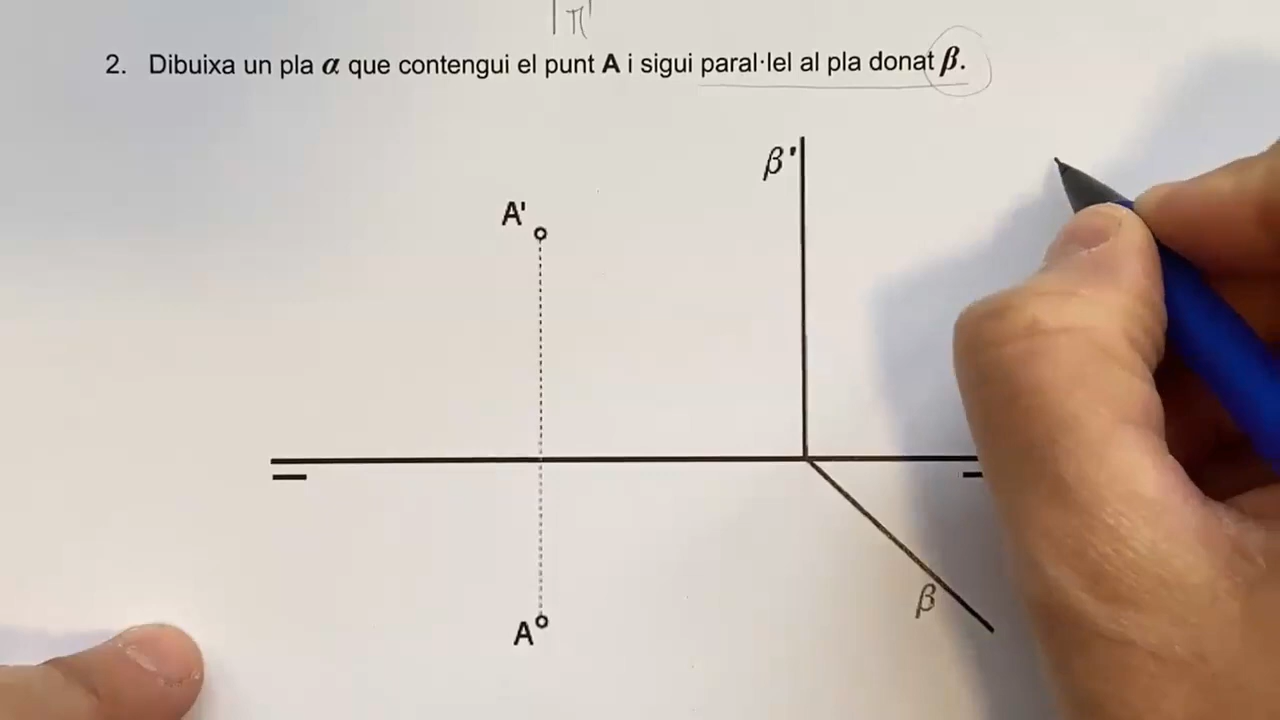 π'
2. Dibuixa un pla α que contengui el punt A i sigui paral·lel al pla donat β.
β'
A'
β
A